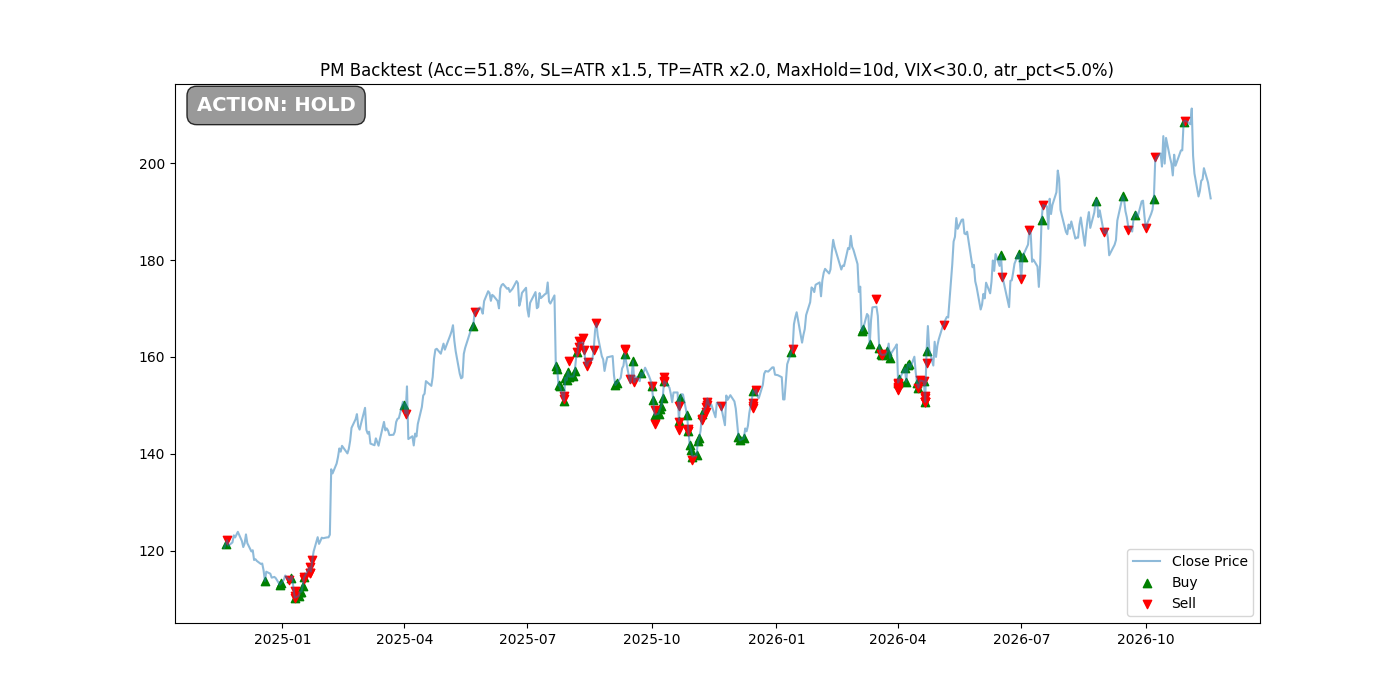 PM Backtest (Acc=51.8%, SL=ATR x1.5, TP=ATR x2.0, MaxHold=10d, VIX<30.0, atr_pct<5.0%)
ACTION: HOLD
200
180
160
140
120
Close Price
Buy
Sell
2025-01 2025-04 2025-07 2025-10 2026-01 2026-04 2026-07 2026-10